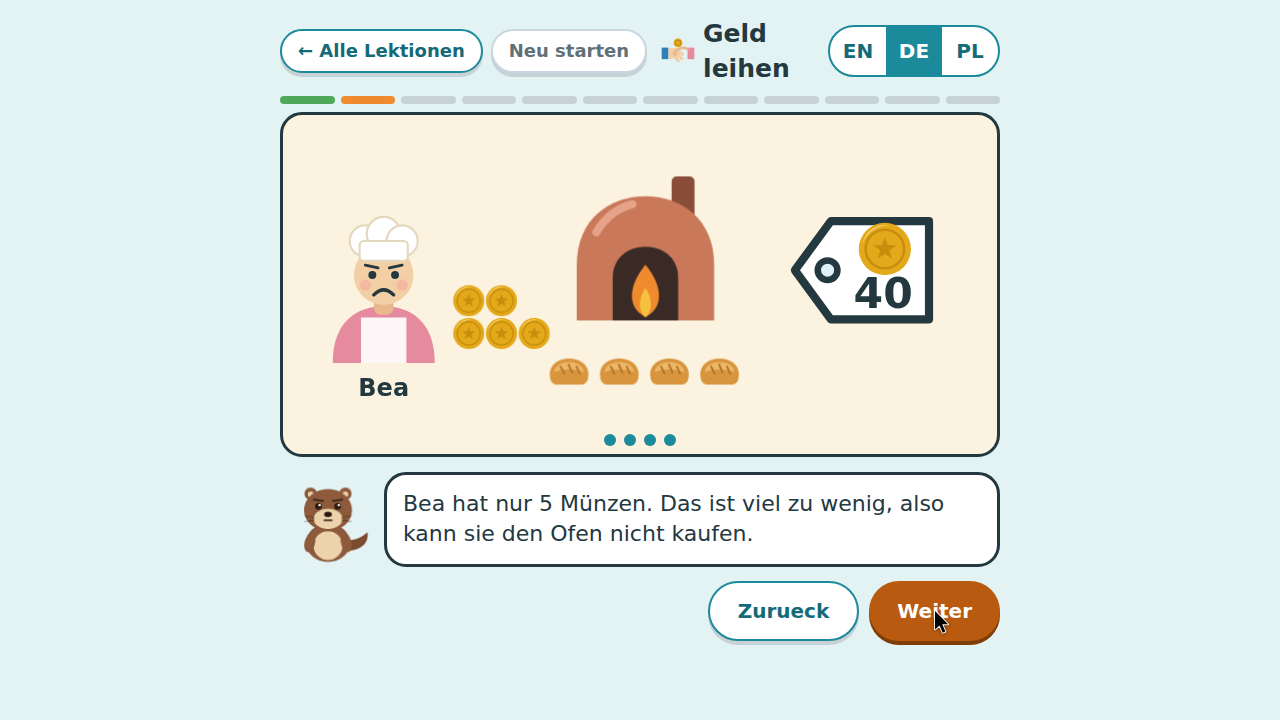 ← Alle Lektionen
Neu starten
Geld
leihen
EN DE PL
40
Bea
Bea hat nur 5 Münzen. Das ist viel zu wenig, also
kann sie den Ofen nicht kaufen.
Zurueck
Weiter